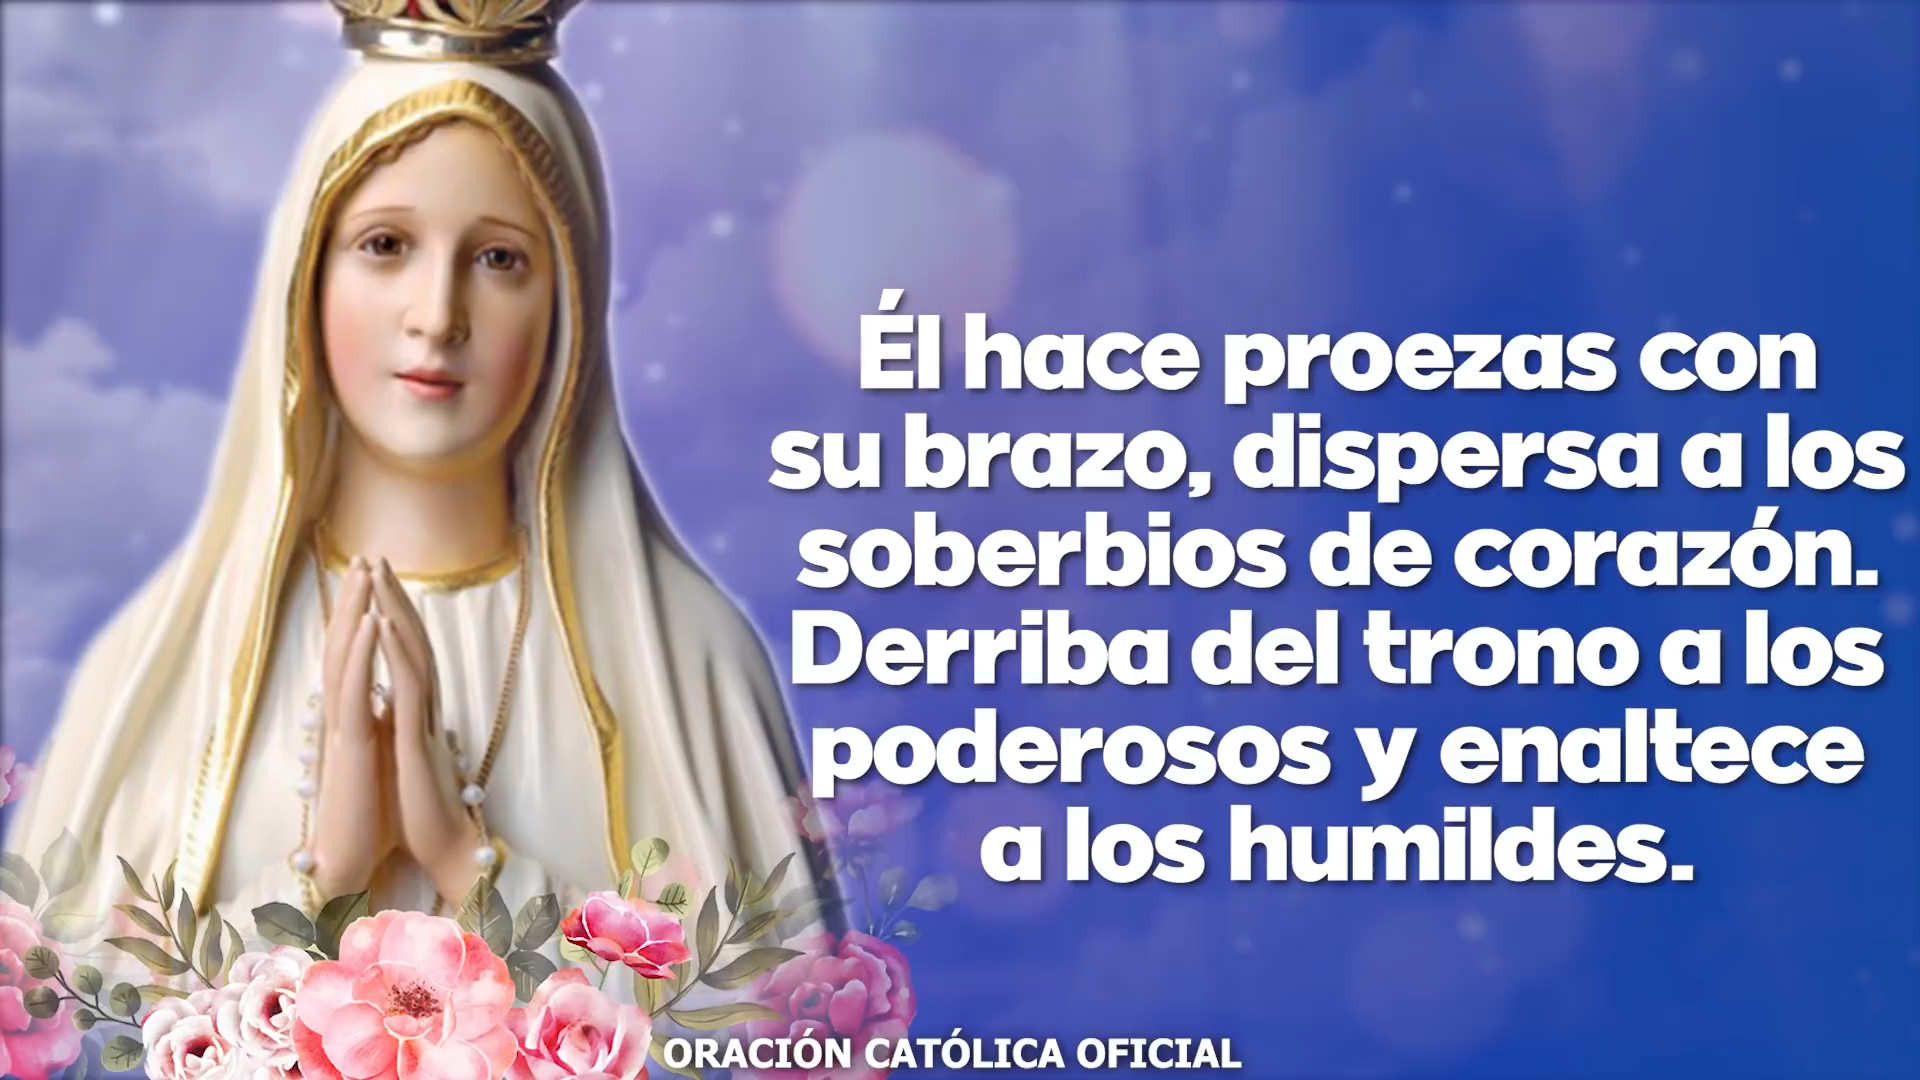 Él hace proezas con
su brazo, dispersa a los
soberbios de corazón.
Derriba del trono a los
poderosos y enaltece
a los humildes.
ORACIÓN CATÓLICA OFICIAL